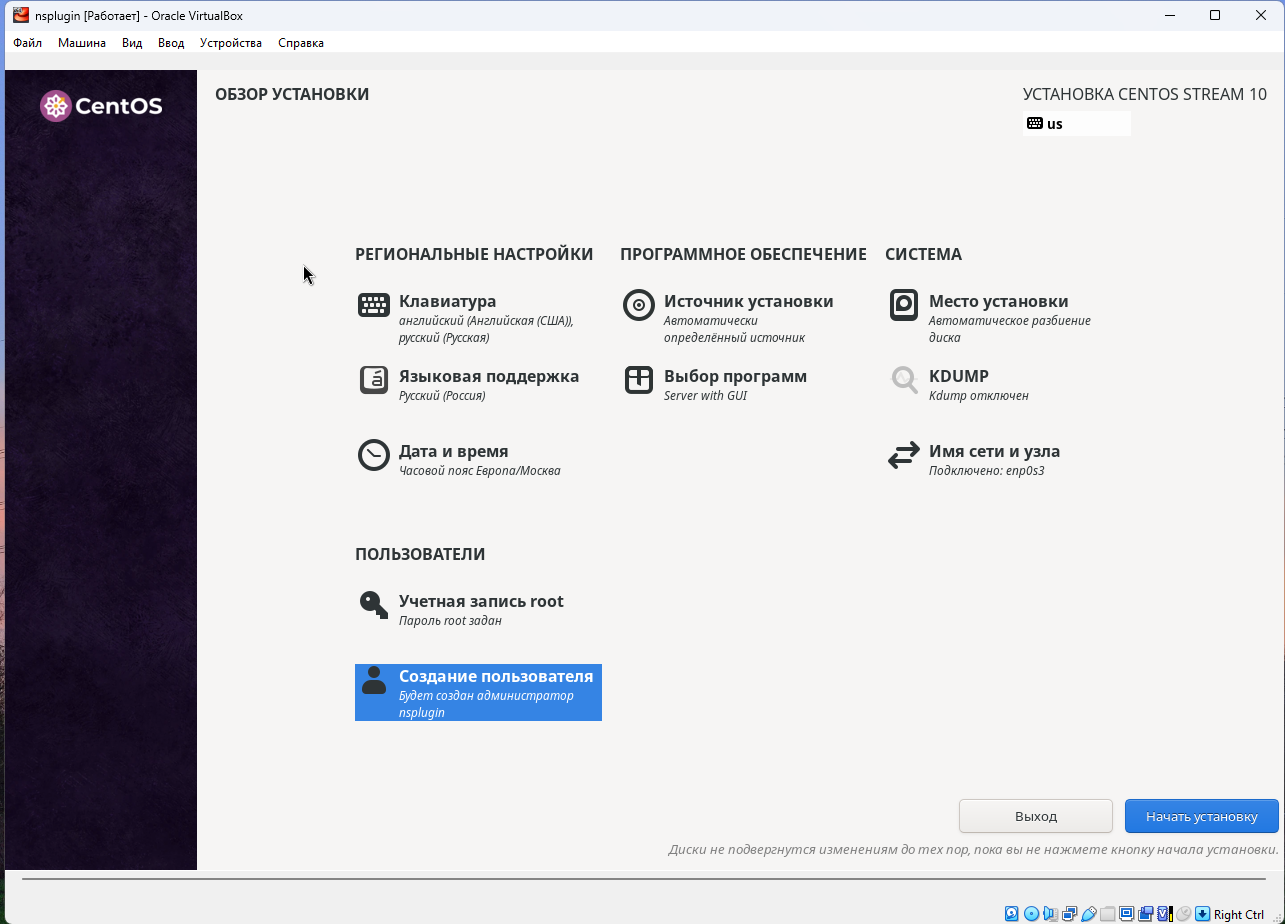 nsplugin [Работает] - Oracle VirtualBox
Файл Машина Вид Ввод Устройства Справка
CentOS
ОБЗОР УСТАНОВКИ
УСТАНОВКА CENTOS STREAM 10
us
РЕГИОНАЛЬНЫЕ НАСТРОЙКИ
Клавиатура
английский (Английская (США)),
русский (Русская)
Языковая поддержка
Русский (Россия)
Дата и время
Часовой пояс Европа/Москва
ПРОГРАММНОЕ ОБЕСПЕЧЕНИЕ
Источник установки
Автоматически
определённый источник
Выбор программ
Server with GUI
СИСТЕМА
Место установки
Автоматическое разбиение
диска
KDUMP
Kdump отключен
Имя сети и узла
Подключено: enp0s3
ПОЛЬЗОВАТЕЛИ
Учетная запись root
Пароль root задан
Создание пользователя
Будет создан администратор
nsplugin
Выход
Начать установку
Диски не подвергнутся изменениям до тех пор, пока вы не нажмете кнопку начала установки.
Right Ctrl